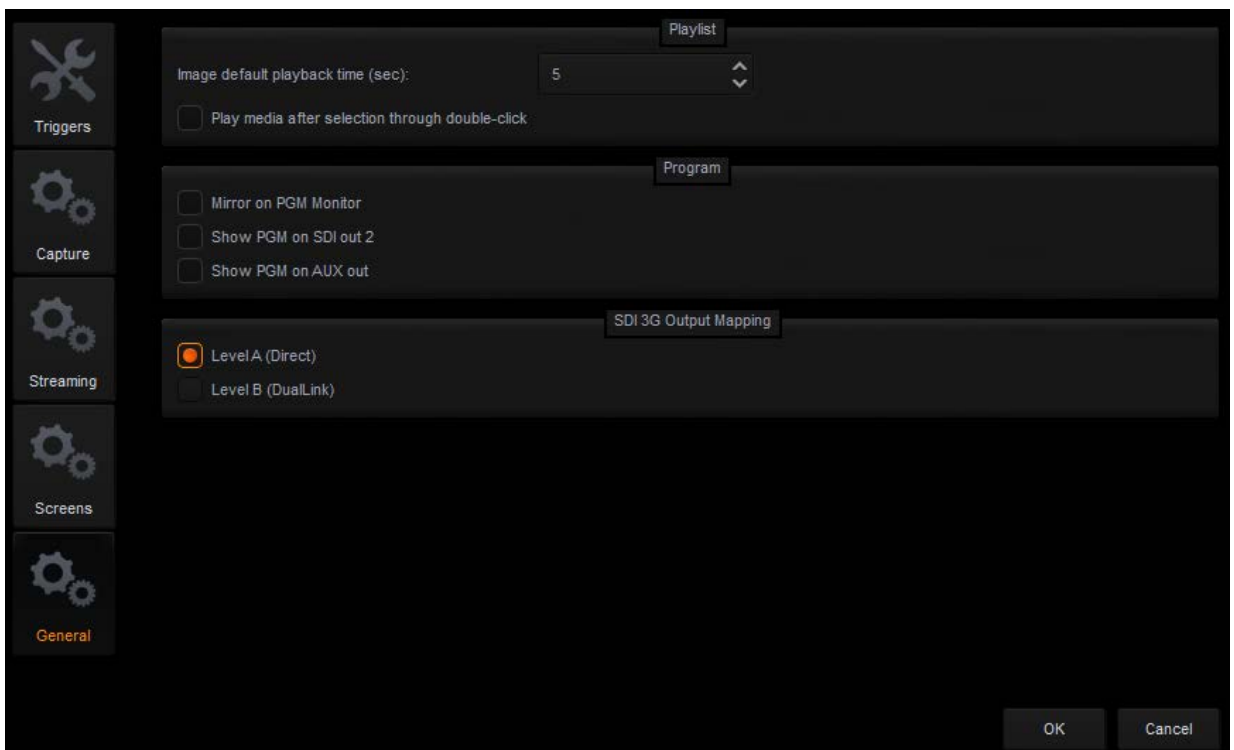 Triggers
Capture
Streaming
Screens
General
Playlist
Image default playback time (sec): 5
Play media after selection through double-click
Program
Mirror on PGM Monitor
Show PGM on SDI out 2
Show PGM on AUX out
SDI 3G Output Mapping
Level A (Direct)
Level B (DualLink)
OK Cancel